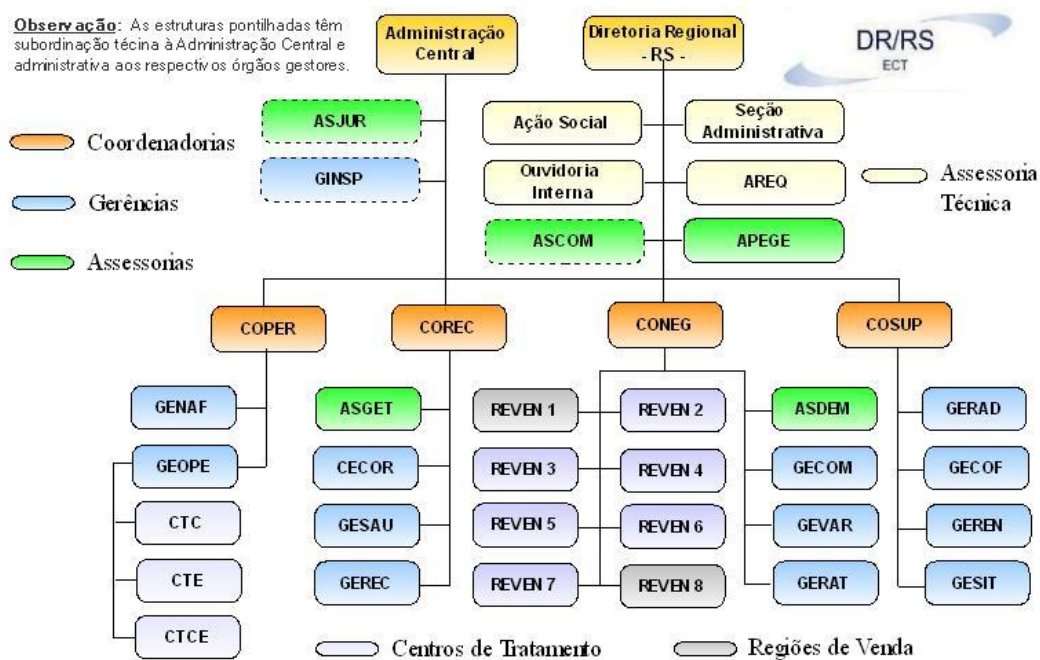 Observação: As estruturas pontilhadas têm
subordinação técina à Administração Central e
administrativa aos respectivos órgãos gestores.
Administração
Central
Diretoria Regional
- RS -
DR/RS
ECT
Coordenadorias
Gerências
Assessorias
ASJUR
GINSP
Ação Social
Seção
Administrativa
Ouvidoria
Interna
AREQ
ASCOM
APEGE
Assessoria
Técnica
COPER
COREC
CONEG
COSUP
GENAF
ASGET
REVEN 1
REVEN 2
ASDEM
GERAD
GEOPE
CECOR
REVEN 3
REVEN 4
GECOM
GECOF
CTC
GESAU
REVEN 5
REVEN 6
GEVAR
GEREN
CTE
GEREC
REVEN 7
REVEN 8
GERAT
GESIT
CTCE
Centros de Tratamento
Regiões de Venda